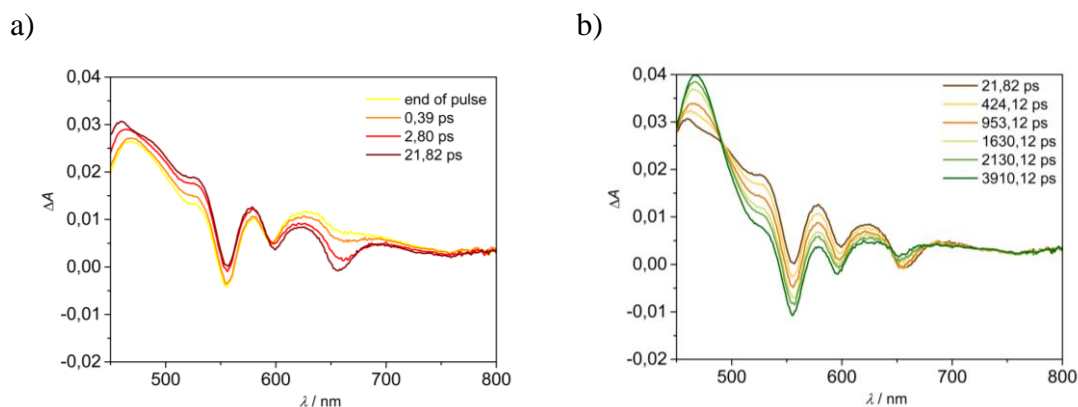 a)
b)
0,04
0,03
0,02
0,01
0,00
-0,01
-0,02
ΔA
500
600
700
800
λ / nm
end of pulse
0,39 ps
2,80 ps
21,82 ps
0,04
0,03
0,02
0,01
0,00
-0,01
-0,02
ΔA
500
600
700
800
λ / nm
21,82 ps
424,12 ps
953,12 ps
1630,12 ps
2130,12 ps
3910,12 ps